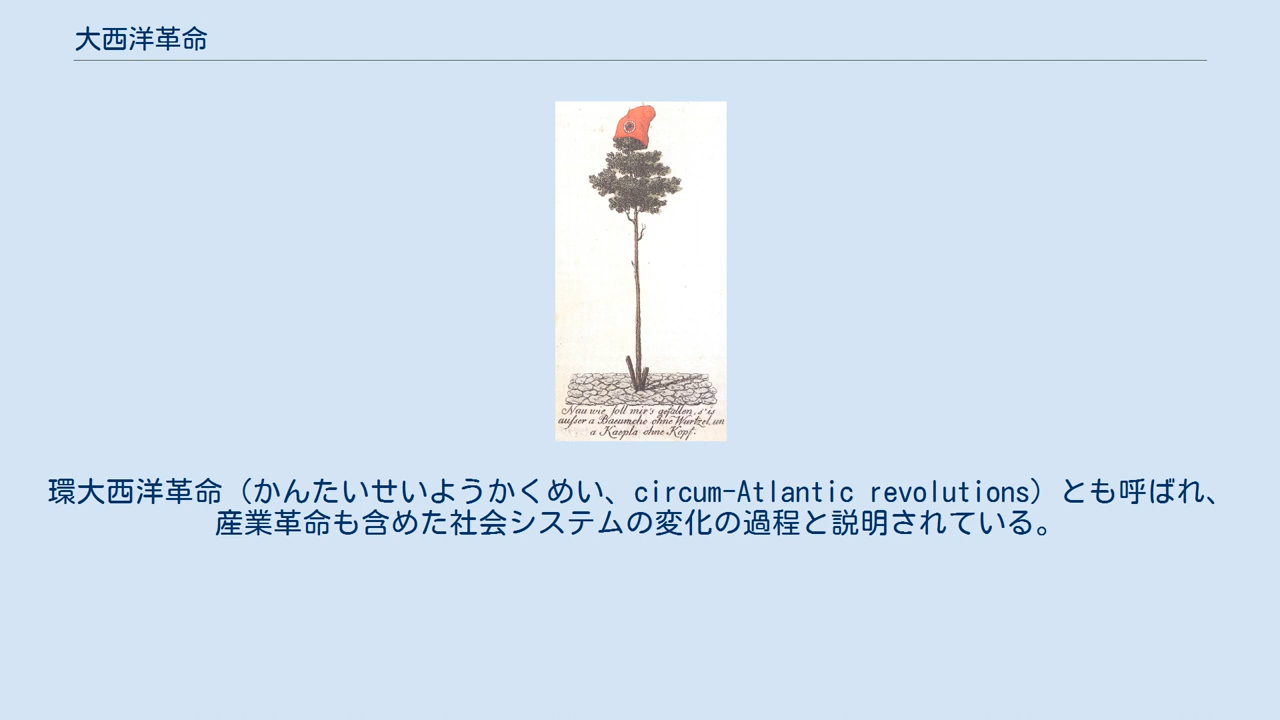 大西洋革命
Nau wie soll mir's gefallen, s'is
ausser a Baeumche ohne Wurtzel, un
a Kaepla ohne Kopf.
環大西洋革命（かんたいせいようかくめい、circum-Atlantic revolutions）とも呼ばれ、
産業革命も含めた社会システムの変化の過程と説明されている。